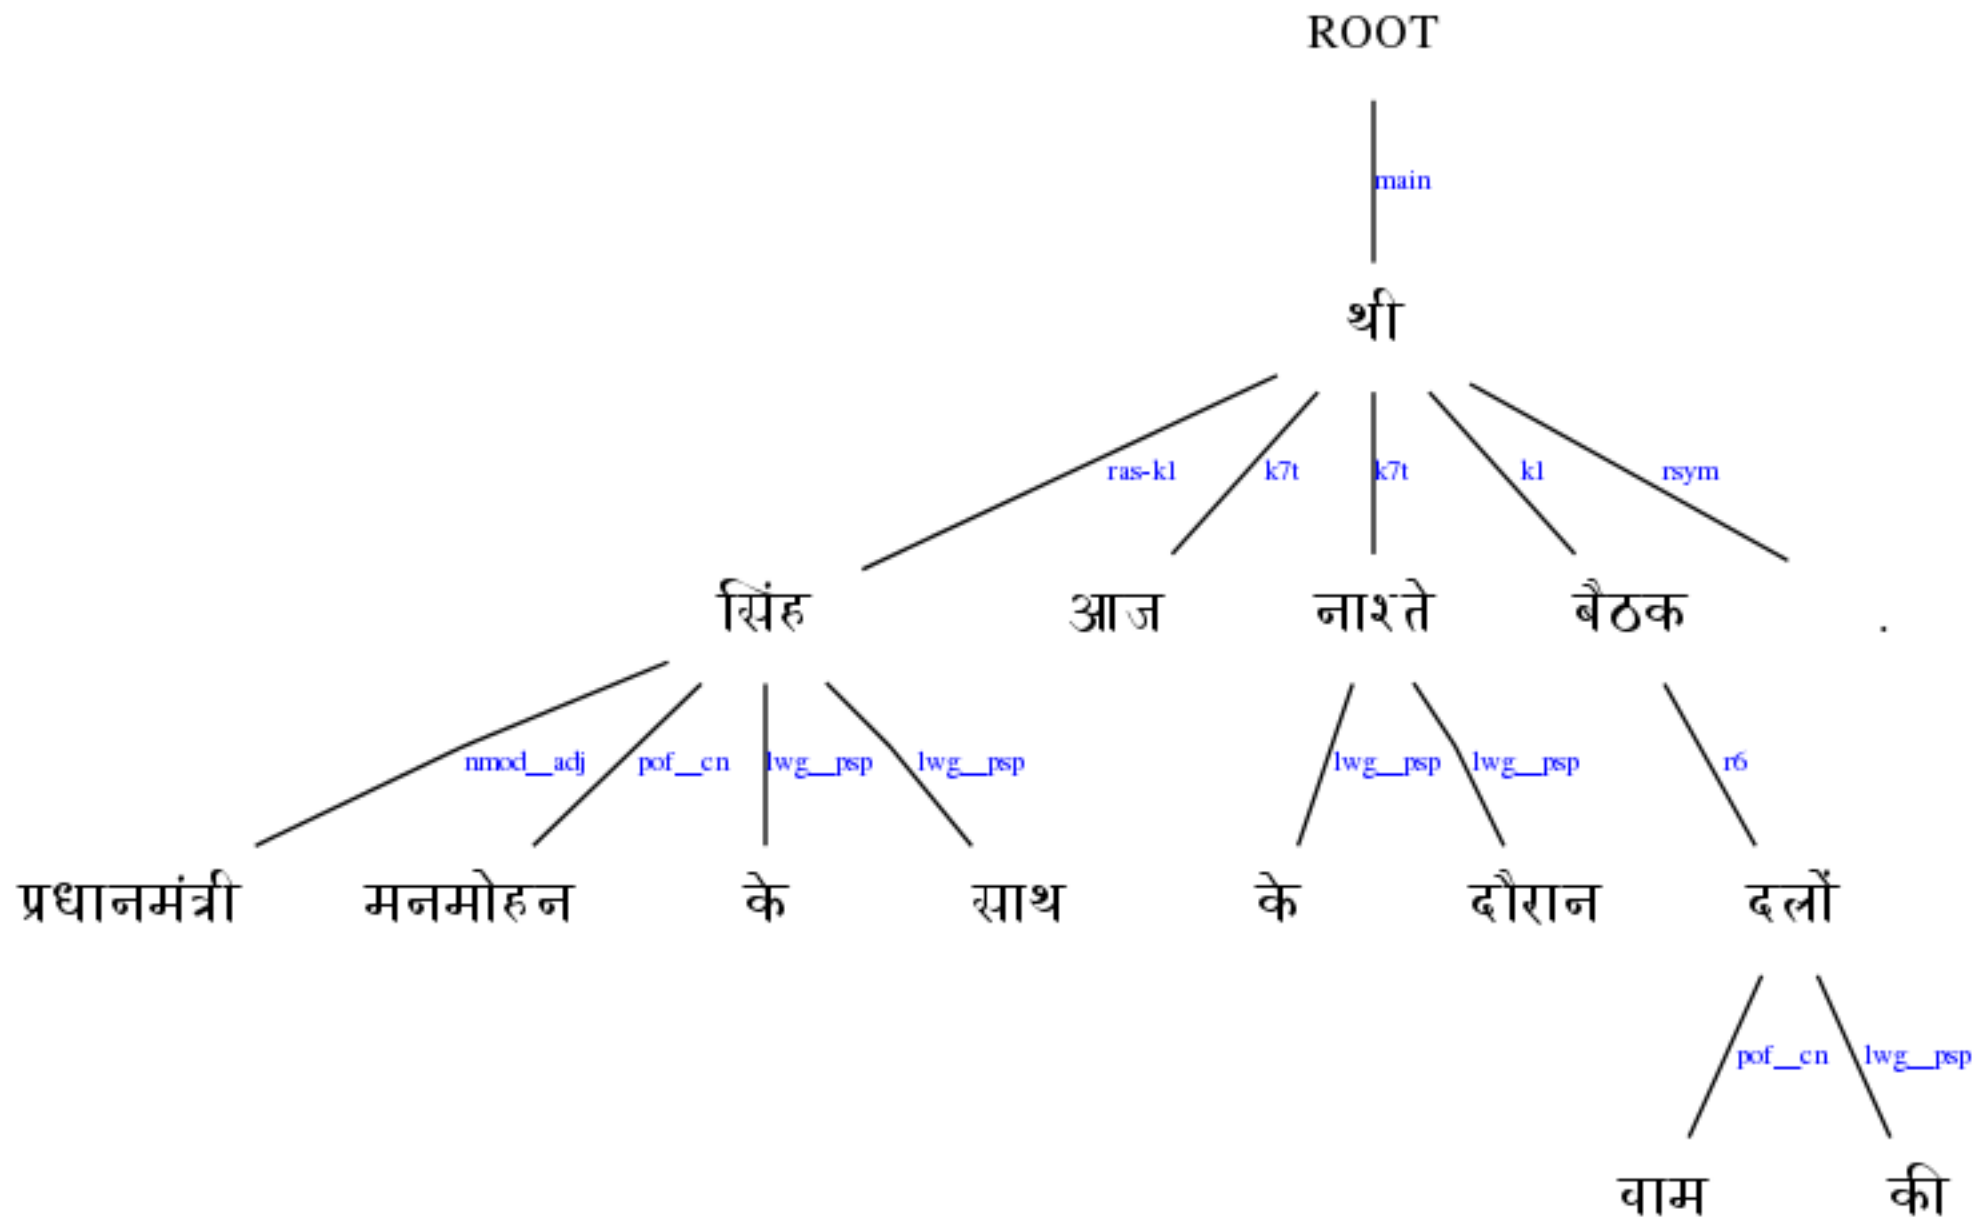 ROOT
main
थी
ras-k1 k7t k7t k1 rsym
सिंह आज नाश्ते बैठक .
nmod__adj pof__cn lwg__psp lwg__psp lwg__psp lwg__psp r6
प्रधानमंत्री मनमोहन के साथ के दौरान दलों
pof__cn lwg__psp
वाम की